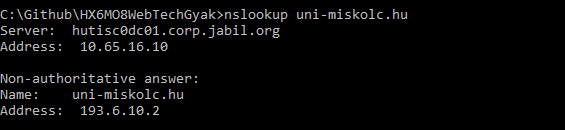 C:\Github\HX6MO8WebTechGyak>nslookup uni-miskolc.hu
Server:  hutisc0dc01.corp.jabil.org
Address:  10.65.16.10
Non-authoritative answer:
Name:    uni-miskolc.hu
Address:  193.6.10.2